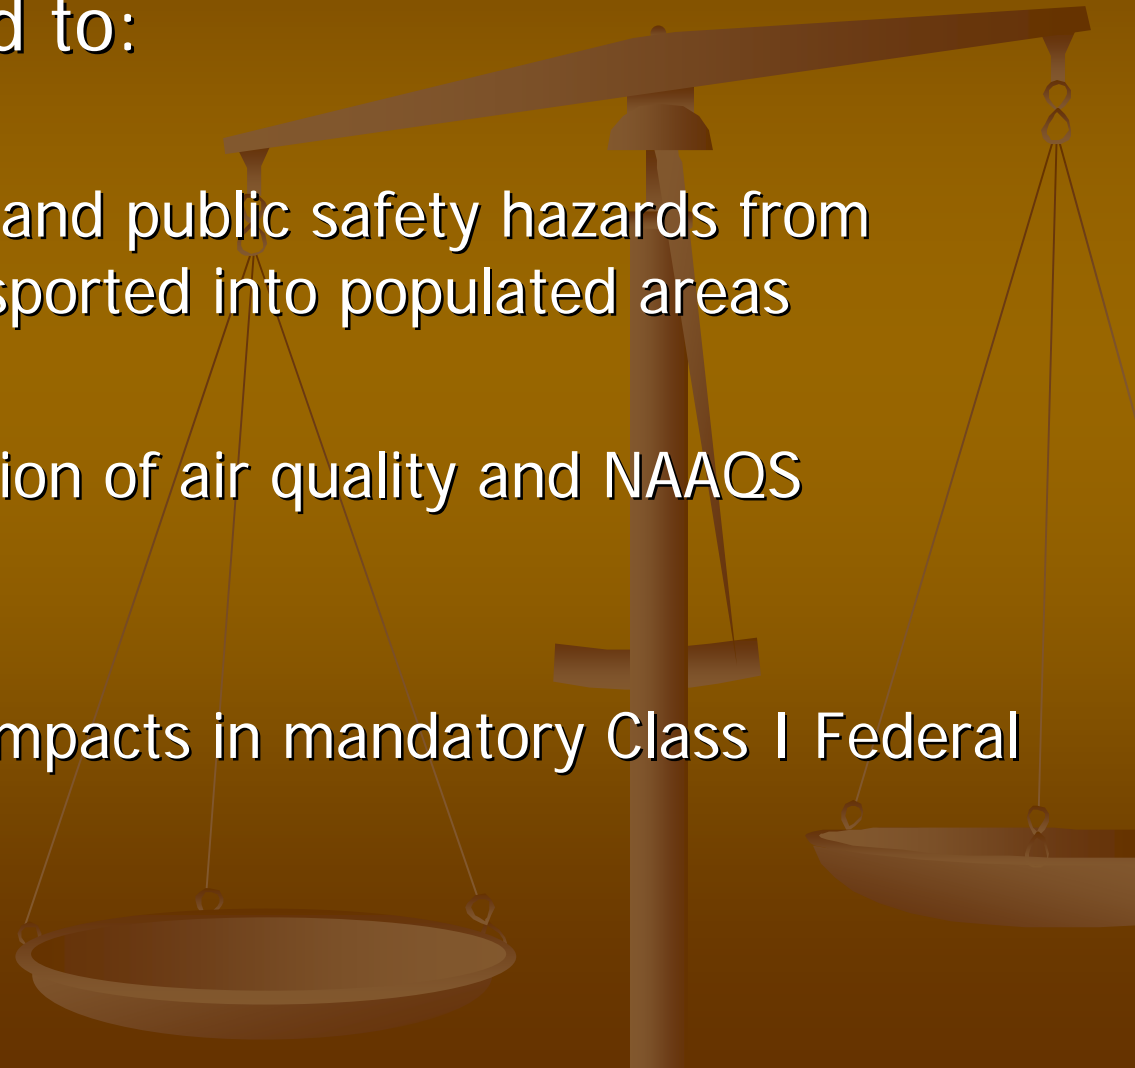 d to:
and public safety hazards from
sported into populated areas
ion of air quality and NAAQS
mpacts in mandatory Class I Federal